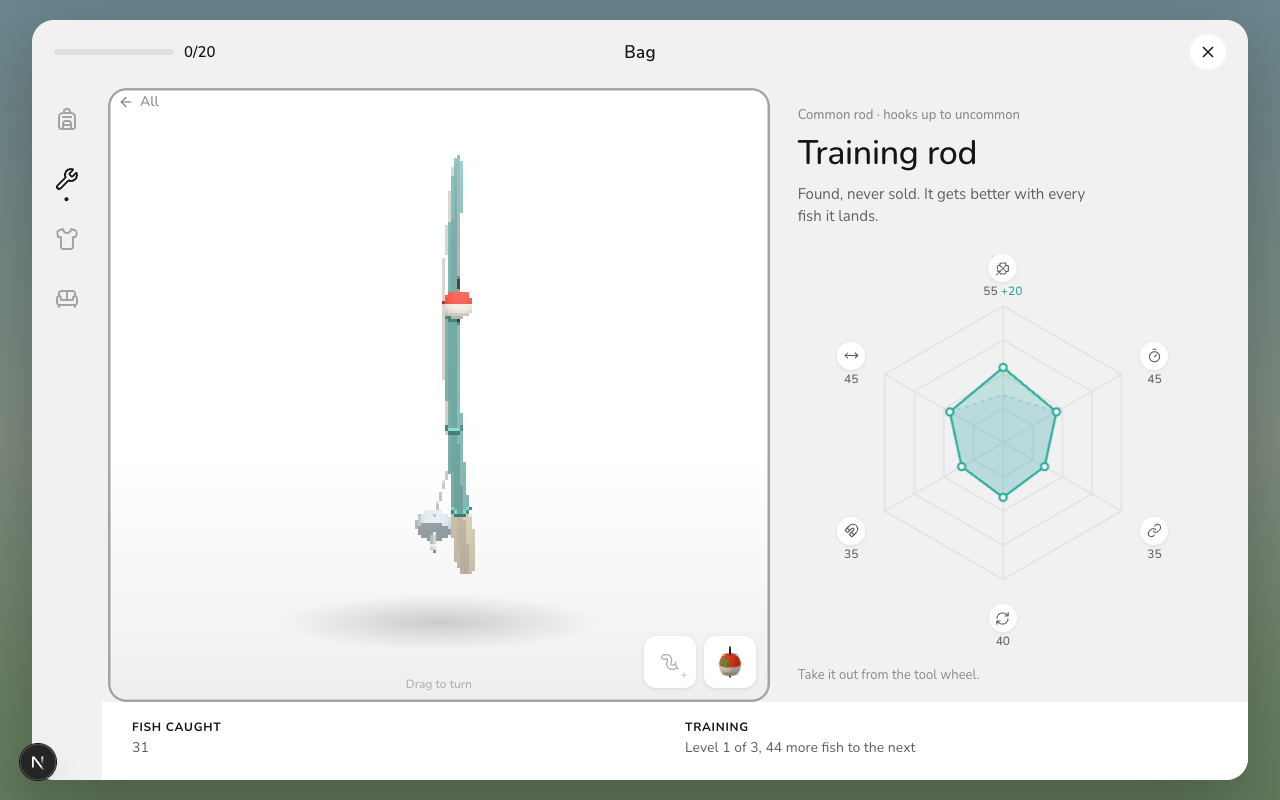 0/20
Bag
All
Common rod · hooks up to uncommon
Training rod
Found, never sold. It gets better with every
fish it lands.
55 +20
45
45
35
35
40
Take it out from the tool wheel.
Drag to turn
FISH CAUGHT
31
TRAINING
Level 1 of 3, 44 more fish to the next
N